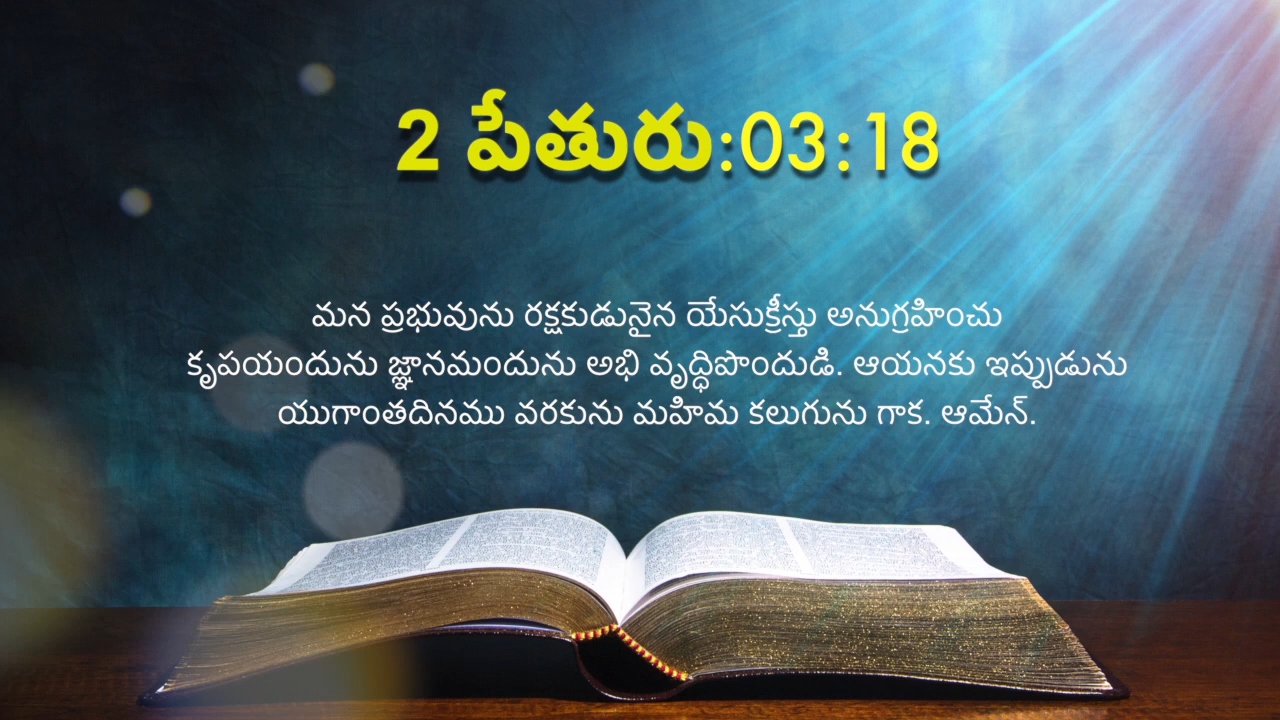 2 పేతురు:03:18
మన ప్రభువును రక్షకుడునైన యేసుక్రీస్తు అనుగ్రహించు
కృపయందును జ్ఞానమందును అభి వృద్ధిపొందుడి. ఆయనకు ఇప్పుడును
యుగాంతదినము వరకును మహిమ కలుగును గాక. ఆమేన్.